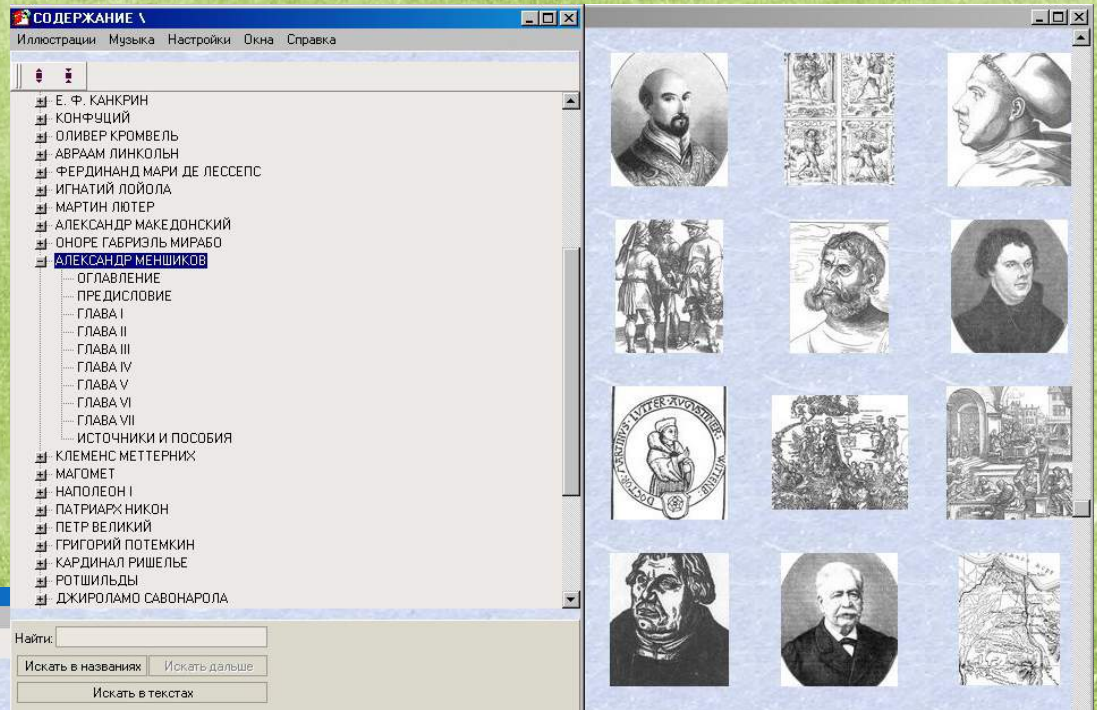 СОДЕРЖАНИЕ \
Иллюстрации Музыка Настройки Окна Справка
Е. Ф. КАНКРИН
КОНФУЦИЙ
ОЛИВЕР КРОМВЕЛЬ
АВРААМ ЛИНКОЛЬН
ФЕРДИНАНД МАРИ ДЕ ЛЕССЕПС
ИГНАТИЙ ЛОЙОЛА
МАРТИН ЛЮТЕР
АЛЕКСАНДР МАКЕДОНСКИЙ
ОНОРЕ ГАБРИЭЛЬ МИРАБО
АЛЕКСАНДР МЕНШИКОВ
ОГЛАВЛЕНИЕ
ПРЕДИСЛОВИЕ
ГЛАВА I
ГЛАВА II
ГЛАВА III
ГЛАВА IV
ГЛАВА V
ГЛАВА VI
ГЛАВА VII
ИСТОЧНИКИ И ПОСОБИЯ
КЛЕМЕНС МЕТТЕРНИХ
МАГОМЕТ
НАПОЛЕОН I
ПАТРИАРХ НИКОН
ПЕТР ВЕЛИКИЙ
ГРИГОРИЙ ПОТЕМКИН
КАРДИНАЛ РИШЕЛЬЕ
РОТШИЛЬДЫ
ДЖИРОЛАМО САВОНАРОЛА
Найти:
Искать в названиях Искать дальше
Искать в текстах